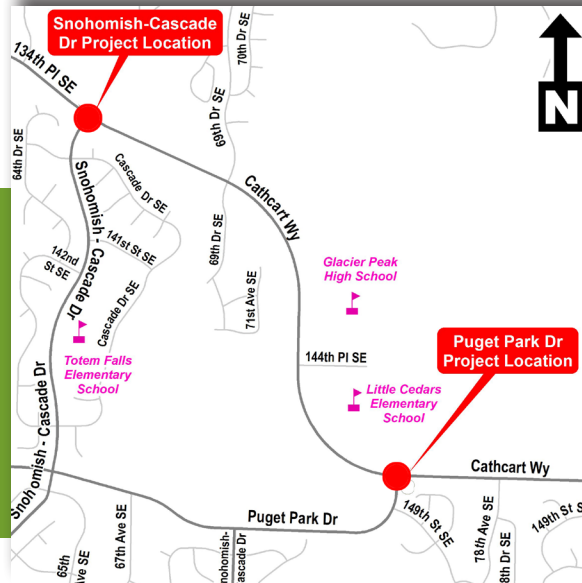 Snohomish-Cascade
Dr Project Location
134th Pl SE
70th Dr SE
N
69th Dr SE
64th Dr SE
Cascade Dr SE
Snohomish - Cascade Dr
Cathcart Wy
141st St SE
142nd
St SE
69th Dr SE
Cascade Dr SE
71st Ave SE
Glacier Peak
High School
Totem Falls
Elementary
School
144th Pl SE
Puget Park Dr
Project Location
Little Cedars
Elementary
School
Snohomish - Cascade Dr
Cathcart Wy
Puget Park Dr
149th St SE
78th Ave SE
8th Dr SE
149th St S
67th Ave SE
65th
ve SE
nohomish-
ascade Dr